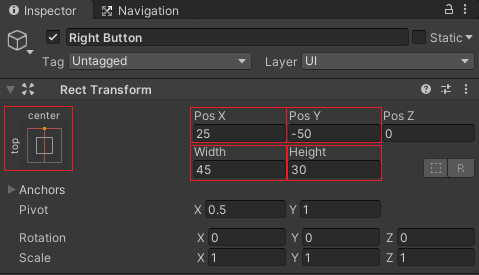 Inspector Navigation
Right Button Static
Tag Untagged Layer UI
Rect Transform
center Pos X Pos Y Pos Z
top 25 -50 0
Width Height
45 30 R
Anchors
Pivot X 0.5 Y 1
Rotation X 0 Y 0 Z 0
Scale X 1 Y 1 Z 1